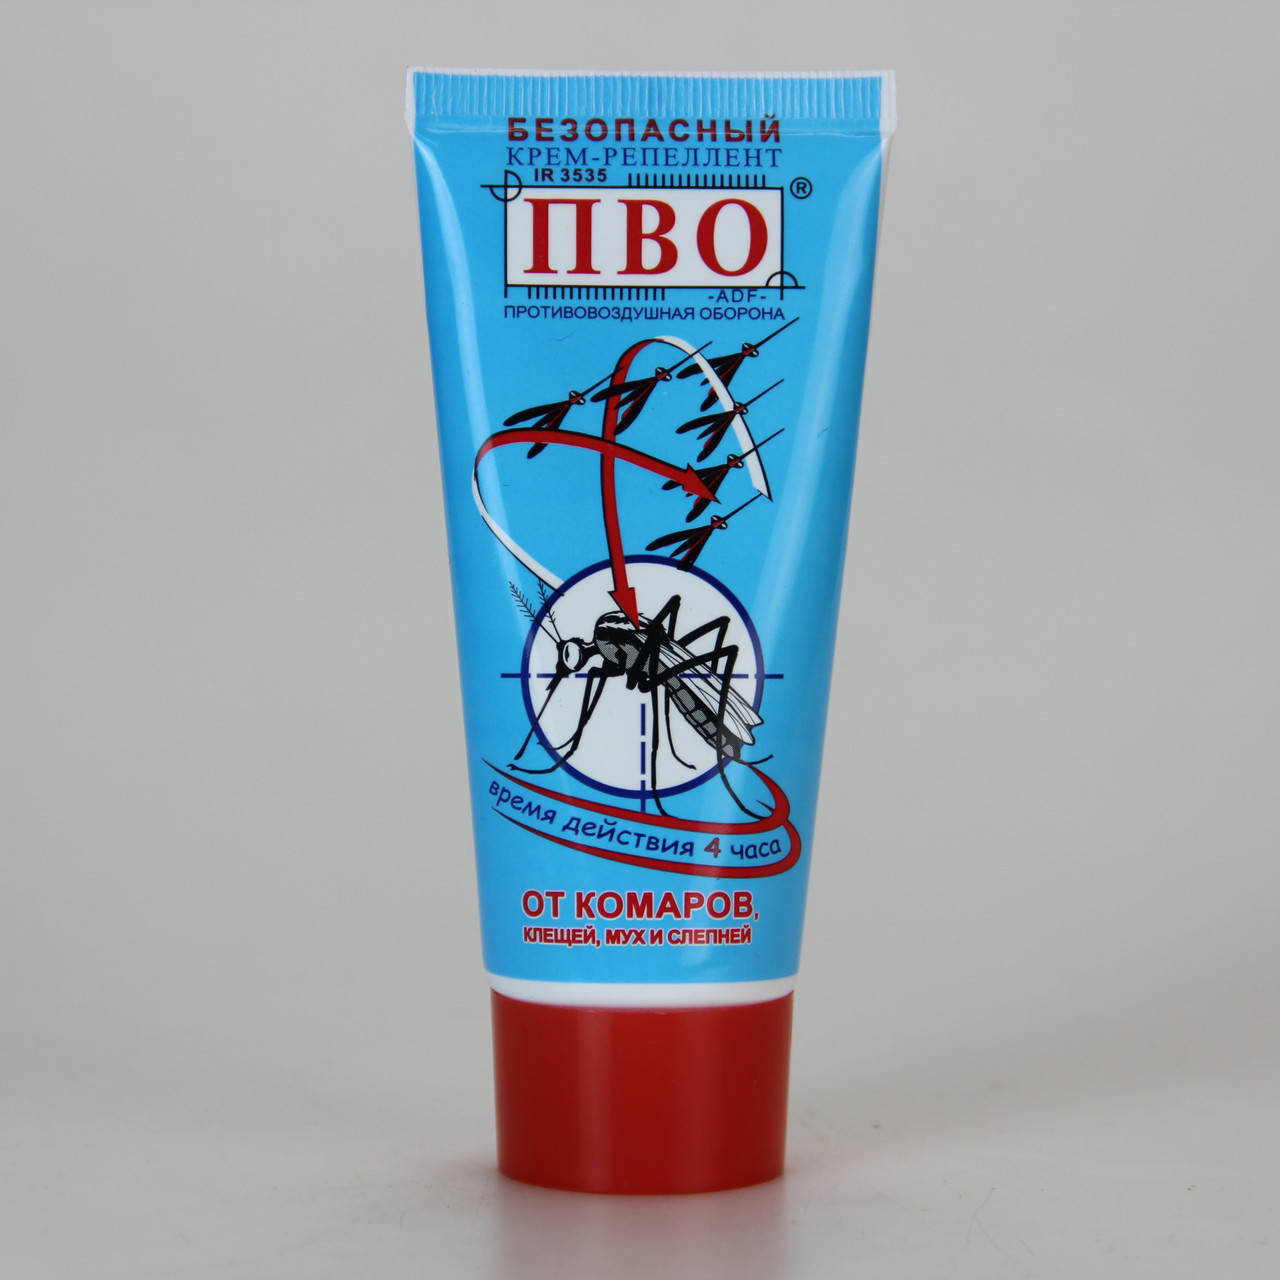 БЕЗОПАСНЫЙ
КРЕМ-РЕПЕЛЛЕНТ
IR 3535
ПВО ®
-ADF-
ПРОТИВОВОЗДУШНАЯ ОБОРОНА
время действия 4 часа
ОТ КОМАРОВ,
КЛЕЩЕЙ, МУХ И СЛЕПНЕЙ